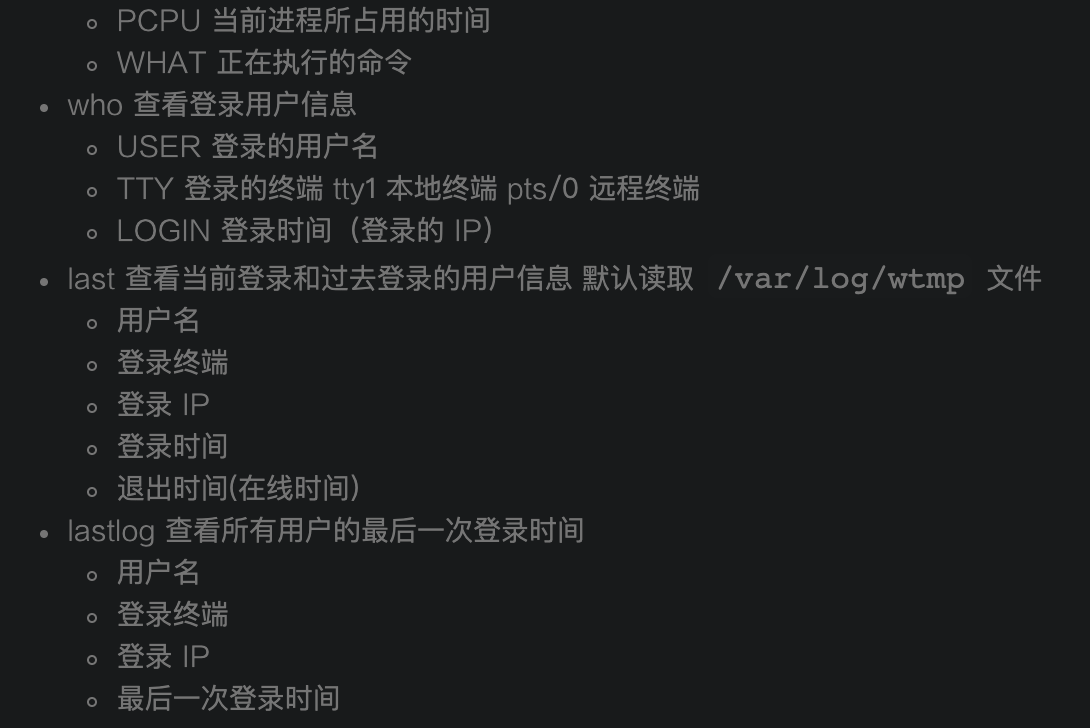 PCPU 当前进程所占用的时间
WHAT 正在执行的命令
who 查看登录用户信息
USER 登录的用户名
TTY 登录的终端 tty1 本地终端 pts/0 远程终端
LOGIN 登录时间（登录的 IP）
last 查看当前登录和过去登录的用户信息 默认读取 /var/log/wtmp 文件
用户名
登录终端
登录 IP
登录时间
退出时间(在线时间)
lastlog 查看所有用户的最后一次登录时间
用户名
登录终端
登录 IP
最后一次登录时间